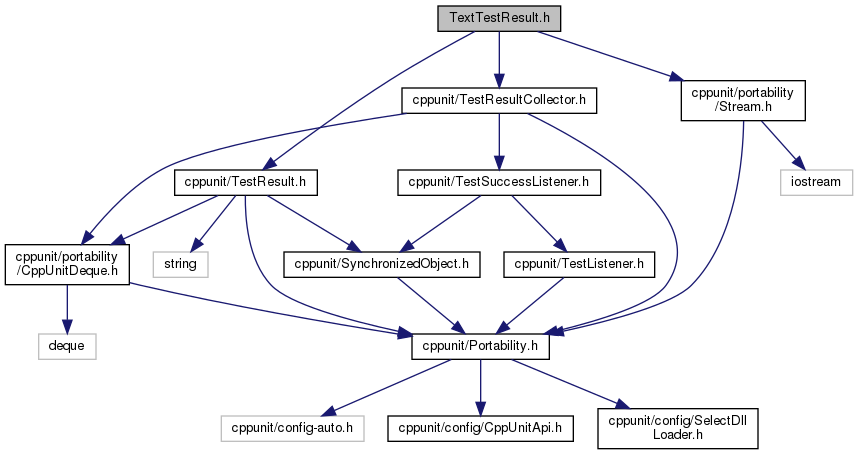 TextTestResult.h
cppunit/TestResultCollector.h
cppunit/portability
/Stream.h
cppunit/TestResult.h
cppunit/TestSuccessListener.h
iostream
cppunit/portability
/CppUnitDeque.h
string
cppunit/SynchronizedObject.h
cppunit/TestListener.h
deque
cppunit/Portability.h
cppunit/config-auto.h
cppunit/config/CppUnitApi.h
cppunit/config/SelectDll
Loader.h